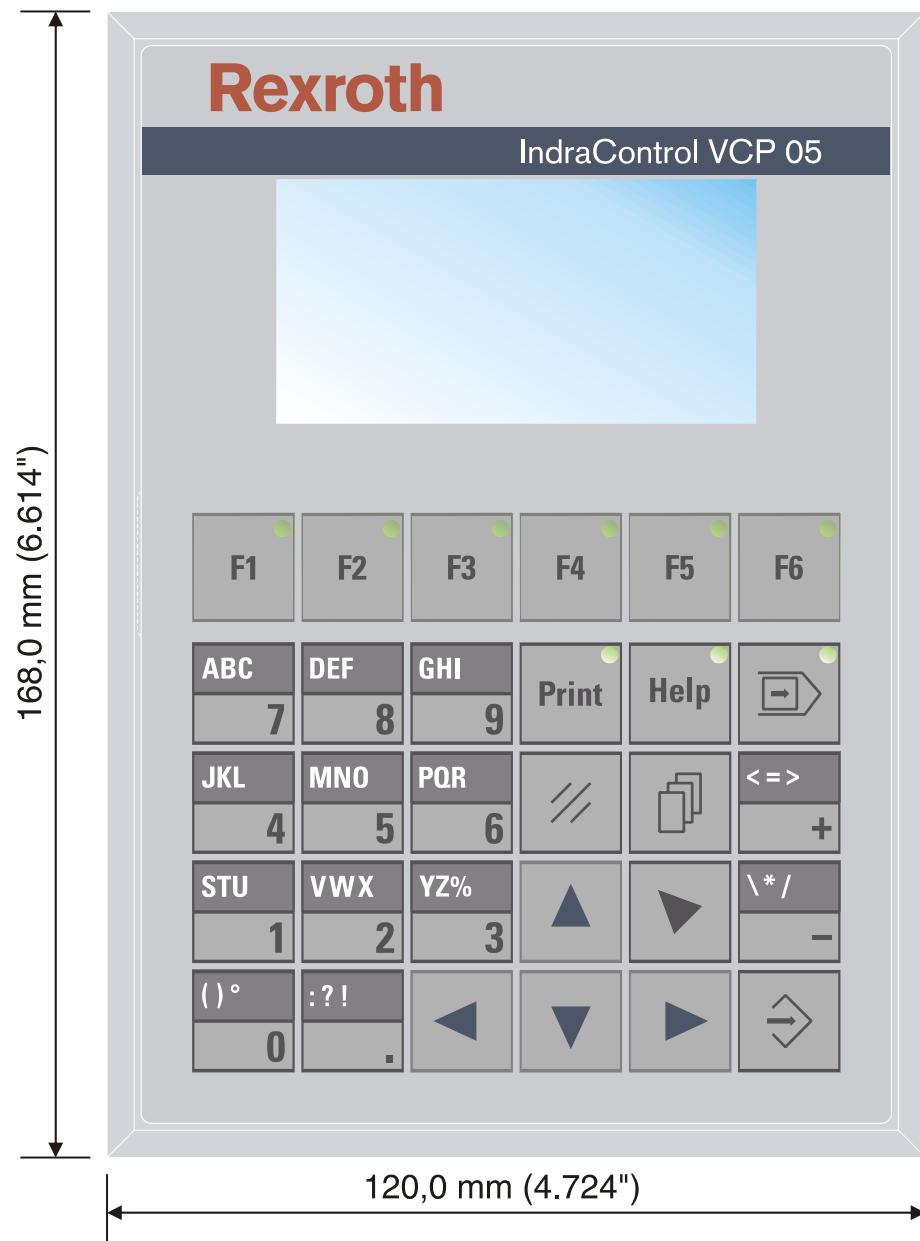 Rexroth
IndraControl VCP 05
168,0 mm (6.614")
F1 F2 F3 F4 F5 F6
ABC DEF GHI
7 8 9 Print Help
JKL MNO PQR <=>
4 5 6 +
STU VWX YZ% \*/
1 2 3 –
()° :?!
0 .
120,0 mm (4.724")